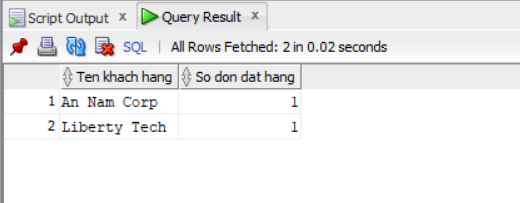 Script Output x Query Result x
SQL | All Rows Fetched: 2 in 0.02 seconds
Ten khach hang So don dat hang
1 An Nam Corp 1
2 Liberty Tech 1